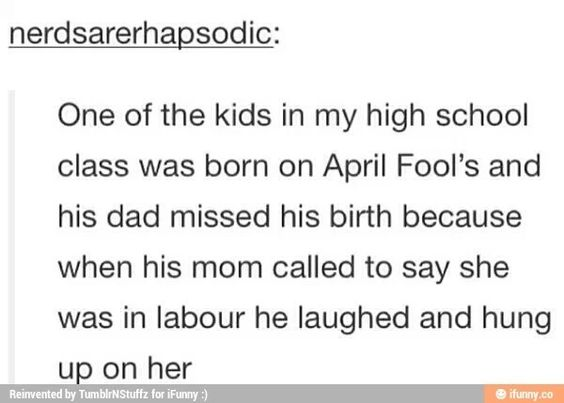 nerdsarerhapsodic:
One of the kids in my high school
class was born on April Fool's and
his dad missed his birth because
when his mom called to say she
was in labour he laughed and hung
up on her
Reinvented by TumblrNStuffz for iFunny :)
ifunny.co